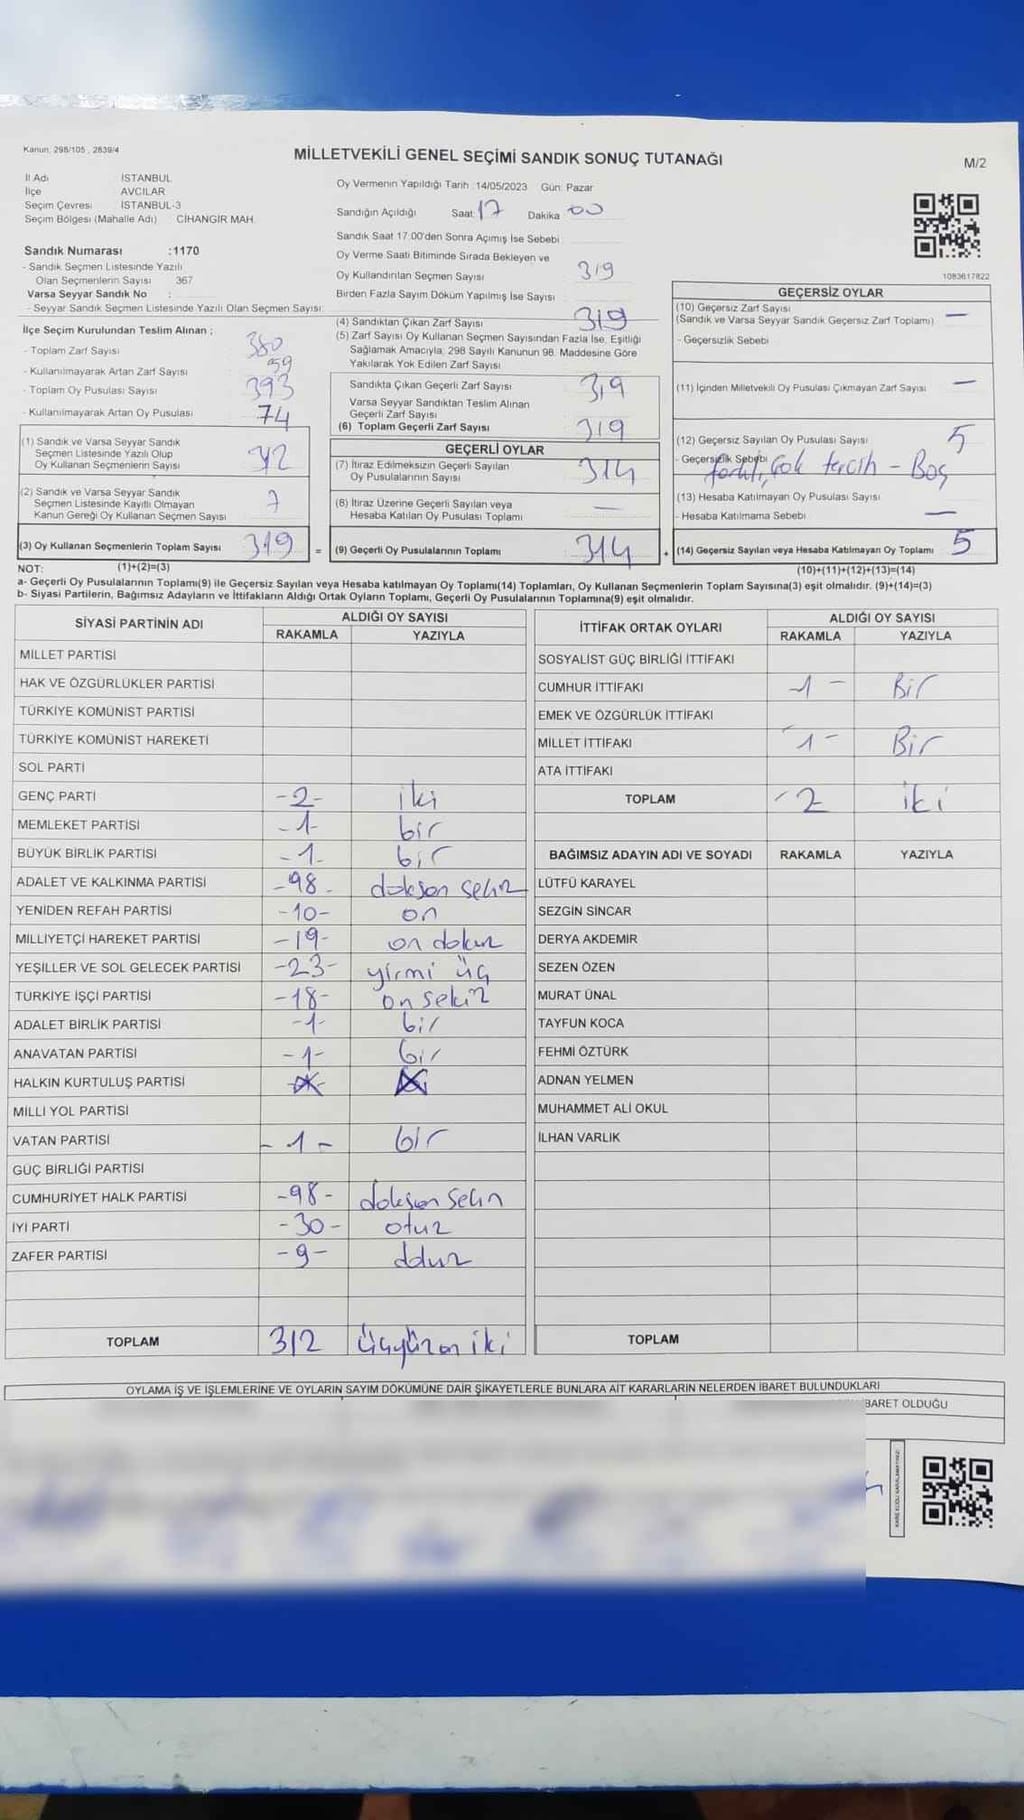 Kanun, 298/105 , 2839/4
MİLLETVEKİLİ GENEL SEÇİMİ SANDIK SONUÇ TUTANAĞI
M/2
İl Adı İSTANBUL
İlçe AVCILAR
Seçim Çevresi : İSTANBUL-3
Seçim Bölgesi (Mahalle Adı) : CİHANGİR MAH.
Sandık Numarası :1170
- Sandık Seçmen Listesinde Yazılı
Olan Seçmenlerin Sayısı 367
Varsa Seyyar Sandık No :
- Seyyar Sandık Seçmen Listesinde Yazılı Olan Seçmen Sayısı:
Oy Vermenin Yapıldığı Tarih : 14/05/2023 Gün: Pazar
Sandığın Açıldığı Saat: 17 Dakika 00
Sandık Saat 17:00'den Sonra Açımış İse Sebebi :
Oy Verme Saati Bitiminde Sırada Bekleyen ve
Oy Kullandırılan Seçmen Sayısı 319
Birden Fazla Sayım Döküm Yapılmış İse Sayısı
İlçe Seçim Kurulundan Teslim Alınan :
- Toplam Zarf Sayısı 380
- Kullanılmayarak Artan Zarf Sayısı 59
- Toplam Oy Pusulası Sayısı 393
- Kullanılmayarak Artan Oy Pusulası 74
(1) Sandık ve Varsa Seyyar Sandık
Seçmen Listesinde Yazılı Olup
Oy Kullanan Seçmenlerin Sayısı 312
(2) Sandık ve Varsa Seyyar Sandık
Seçmen Listesinde Kayıtlı Olmayan
Kanun Gereği Oy Kullanan Seçmen Sayısı 7
(3) Oy Kullanan Seçmenlerin Toplam Sayısı 319 =
(4) Sandıktan Çıkan Zarf Sayısı 319
(5) Zarf Sayısı Oy Kullanan Seçmen Sayısından Fazla İse, Eşitliği
Sağlamak Amacıyla; 298 Sayılı Kanunun 98. Maddesine Göre
Yakılarak Yok Edilen Zarf Sayısı
Sandıkta Çıkan Geçerli Zarf Sayısı 319
Varsa Seyyar Sandıktan Teslim Alınan
Geçerli Zarf Sayısı
(6) Toplam Geçerli Zarf Sayısı 319
GEÇERLİ OYLAR
(7) İtiraz Edilmeksizin Geçerli Sayılan
Oy Pusulalarının Sayısı 314
(8) İtiraz Üzerine Geçerli Sayılan veya
Hesaba Katılan Oy Pusulası Toplamı —
(9) Geçerli Oy Pusulalarının Toplamı 314 +
1083617822
GEÇERSİZ OYLAR
(10) Geçersiz Zarf Sayısı —
(Sandık ve Varsa Seyyar Sandık Geçersiz Zarf Toplamı)
- Geçersizlik Sebebi
(11) İçinden Milletvekili Oy Pusulası Çıkmayan Zarf Sayısı —
(12) Geçersiz Sayılan Oy Pusulası Sayısı 5
- Geçersizlik Sebebi çok tercih - Boş
(13) Hesaba Katılmayan Oy Pusulası Sayısı
- Hesaba Katılmama Sebebi —
(14) Geçersiz Sayılan veya Hesaba Katılmayan Oy Toplamı 5
NOT: (1)+(2)=(3) (10)+(11)+(12)+(13)=(14)
a- Geçerli Oy Pusulalarının Toplamı(9) ile Geçersiz Sayılan veya Hesaba katılmayan Oy Toplamı(14) Toplamları, Oy Kullanan Seçmenlerin Toplam Sayısına(3) eşit olmalıdır. (9)+(14)=(3)
b- Siyasi Partilerin, Bağımsız Adayların ve İttifakların Aldığı Ortak Oyların Toplamı, Geçerli Oy Pusulalarının Toplamına(9) eşit olmalıdır.
SİYASİ PARTİNİN ADI ALDIĞI OY SAYISI
RAKAMLA YAZIYLA
MİLLET PARTİSİ
HAK VE ÖZGÜRLÜKLER PARTİSİ
TÜRKİYE KOMÜNİST PARTİSİ
TÜRKİYE KOMÜNİST HAREKETİ
SOL PARTİ
GENÇ PARTİ -2- iki
MEMLEKET PARTİSİ -1- bir
BÜYÜK BİRLİK PARTİSİ -1- bir
ADALET VE KALKINMA PARTİSİ -98- doksan sekiz
YENİDEN REFAH PARTİSİ -10- on
MİLLİYETÇİ HAREKET PARTİSİ -19- on dokuz
YEŞİLLER VE SOL GELECEK PARTİSİ -23- yirmi üç
TÜRKİYE İŞÇİ PARTİSİ -18- on sekiz
ADALET BİRLİK PARTİSİ -1- bir
ANAVATAN PARTİSİ -1- bir
HALKIN KURTULUŞ PARTİSİ
MİLLİ YOL PARTİSİ
VATAN PARTİSİ -1- bir
GÜÇ BİRLİĞİ PARTİSİ
CUMHURİYET HALK PARTİSİ -98- doksan sekiz
İYİ PARTİ -30- otuz
ZAFER PARTİSİ -9- dokuz
TOPLAM 312 üçyüzon iki
İTTİFAK ORTAK OYLARI ALDIĞI OY SAYISI
RAKAMLA YAZIYLA
SOSYALİST GÜÇ BİRLİĞİ İTTİFAKI
CUMHUR İTTİFAKI -1- Bir
EMEK VE ÖZGÜRLÜK İTTİFAKI
MİLLET İTTİFAKI -1- Bir
ATA İTTİFAKI
TOPLAM -2 iki
BAĞIMSIZ ADAYIN ADI VE SOYADI RAKAMLA YAZIYLA
LÜTFÜ KARAYEL
SEZGİN SİNCAR
DERYA AKDEMİR
SEZEN ÖZEN
MURAT ÜNAL
TAYFUN KOCA
FEHMİ ÖZTÜRK
ADNAN YELMEN
MUHAMMET ALİ OKUL
İLHAN VARLIK
TOPLAM
OYLAMA İŞ VE İŞLEMLERİNE VE OYLARIN SAYIM DÖKÜMÜNE DAİR ŞİKAYETLERLE BUNLARA AİT KARARLARIN NELERDEN İBARET BULUNDUKLARI
BARET OLDUĞU